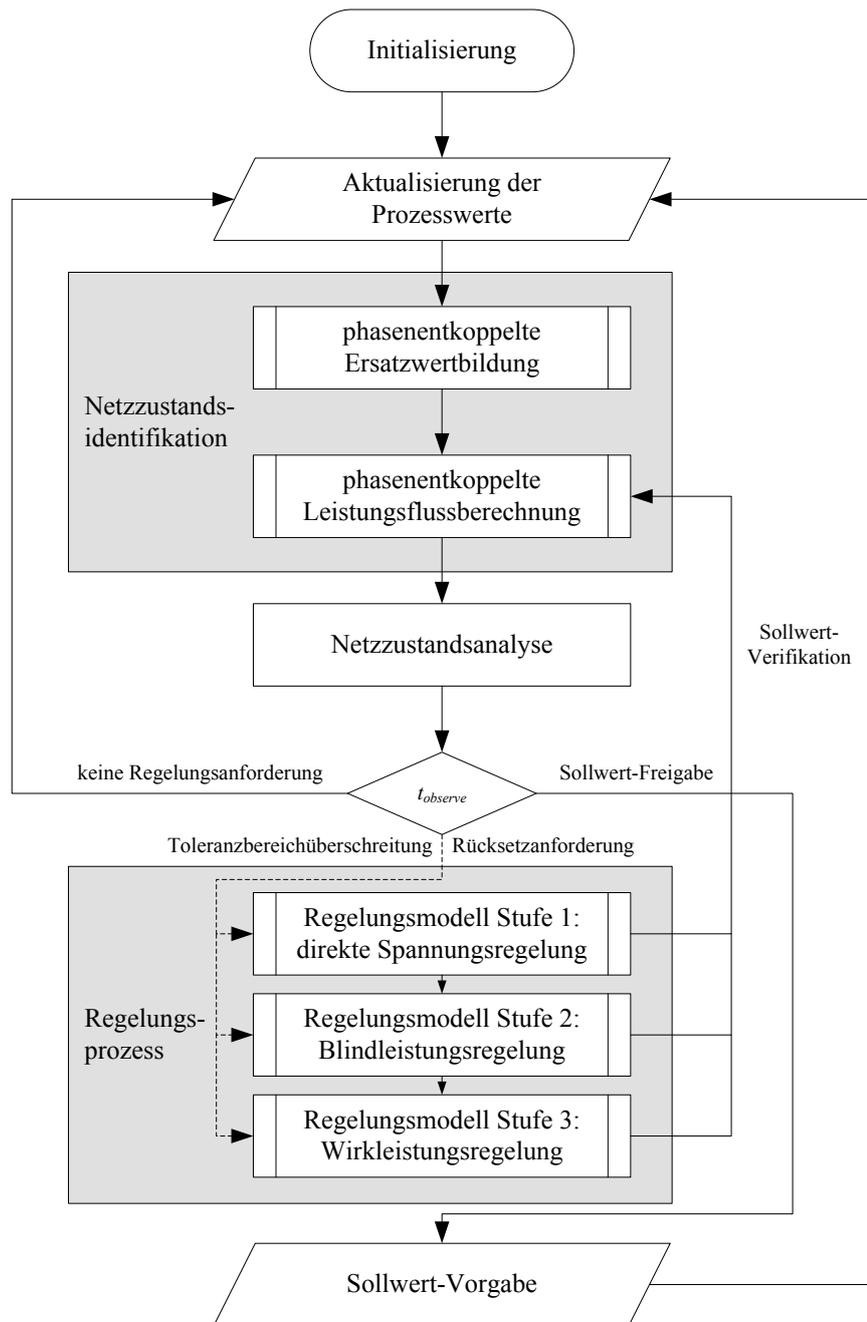 Initialisierung
Aktualisierung der
Prozesswerte
phasenentkoppelte
Ersatzwertbildung
Netzzustands-
identifikation
phasenentkoppelte
Leistungsflussberechnung
Netzzustandsanalyse
Sollwert-
Verifikation
keine Regelungsanforderung
tobserve
Sollwert-Freigabe
Toleranzbereichüberschreitung
Rücksetzanforderung
Regelungsmodell Stufe 1:
direkte Spannungsregelung
Regelungs-
prozess
Regelungsmodell Stufe 2:
Blindleistungsregelung
Regelungsmodell Stufe 3:
Wirkleistungsregelung
Sollwert-Vorgabe